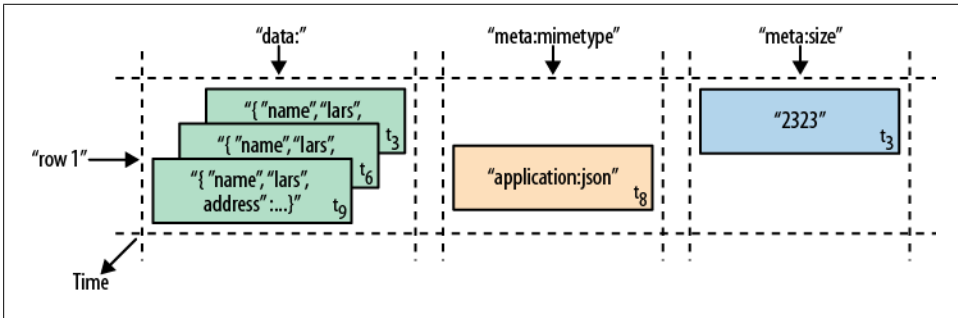 “data:”
“meta:mimetype”
“meta:size”
“{ ”name”, “lars”,
t3
“{ ”name”, “lars”,
t6
“{ ”name”, “lars”,
address” :...}”
t9
“application:json”
t8
“2323”
t3
“row 1”
Time